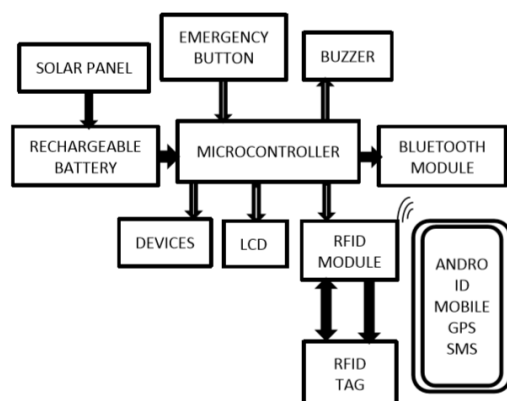 EMERGENCY
BUTTON
BUZZER
SOLAR PANEL
RECHARGEABLE
BATTERY
MICROCONTROLLER
BLUETOOTH
MODULE
DEVICES
LCD
RFID
MODULE
ANDRO
ID
MOBILE
GPS
SMS
RFID
TAG